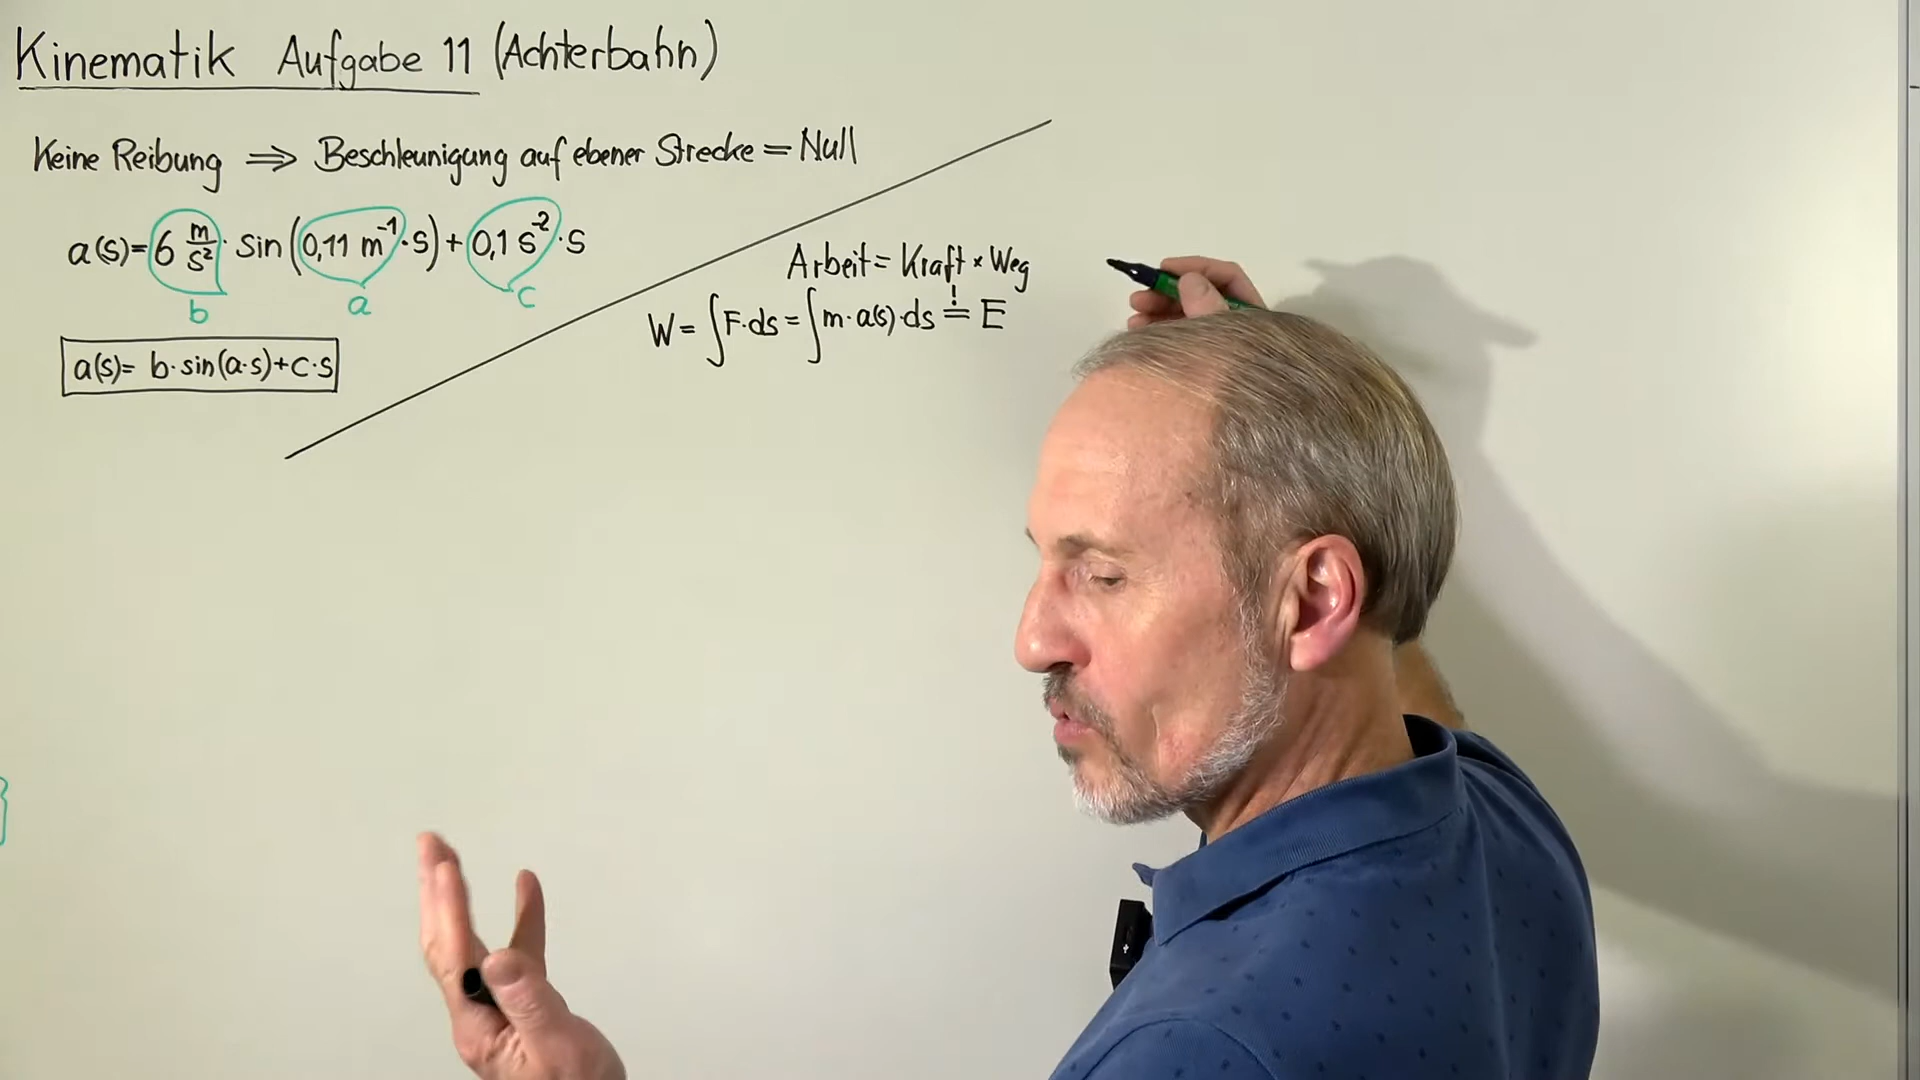 Kinematik Aufgabe 11 (Achterbahn)
Keine Reibung ⟹ Beschleunigung auf ebener Strecke = Null
a(s)= 6 m/s² · sin(0,11 m⁻¹·s) + 0,1 s⁻²·s
b a c
a(s)= b·sin(a·s)+c·s
Arbeit = Kraft × Weg
W = ∫F·ds = ∫m·a(s)·ds =! E